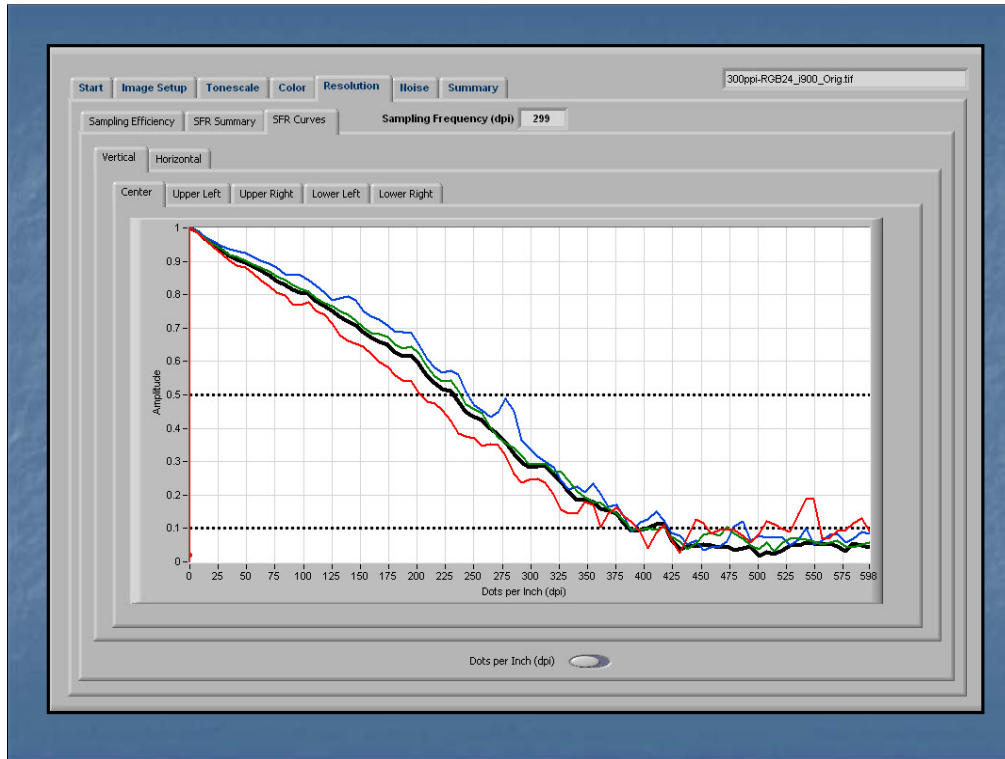 300ppi-RGB24_i900_Orig.tif
Start Image Setup Tonescale Color Resolution Noise Summary
Sampling Efficiency SFR Summary SFR Curves Sampling Frequency (dpi) 299
Vertical Horizontal
Center Upper Left Upper Right Lower Left Lower Right
1
0.9
0.8
0.7
0.6
0.5
0.4
0.3
0.2
0.1
0
Amplitude
0 25 50 75 100 125 150 175 200 225 250 275 300 325 350 375 400 425 450 475 500 525 550 575 598
Dots per Inch (dpi)
Dots per Inch (dpi)